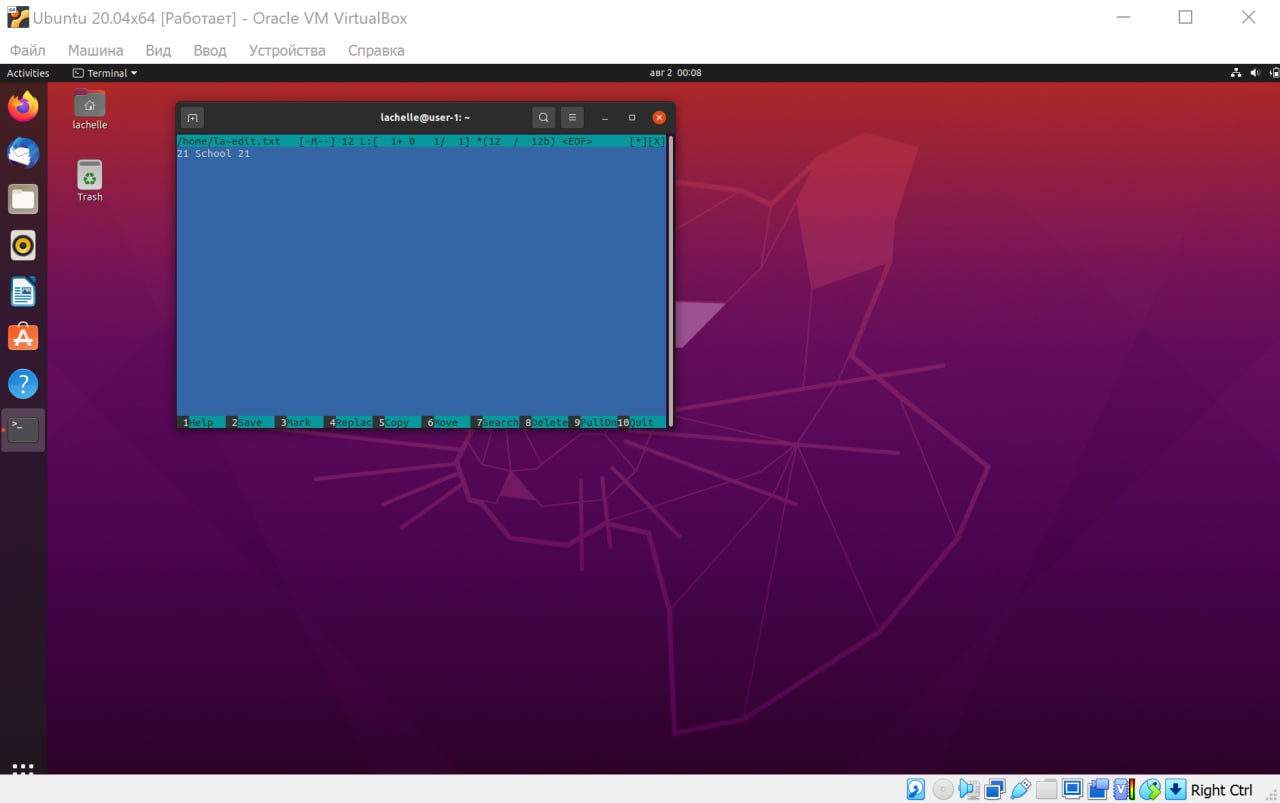 Ubuntu 20.04x64 [Работает] - Oracle VM VirtualBox
Файл Машина Вид Ввод Устройства Справка
Activities Terminal авг 2 00:08
lachelle
Trash
lachelle@user-1: ~
/home/la-edit.txt [-M--] 12 L:[ 1+ 0 1/ 1] *(12 / 12b) <EOF> [*][X]
21 School 21
1Help 2Save 3Mark 4Replac 5Copy 6Move 7Search 8Delete 9PullDn 10Quit
Right Ctrl